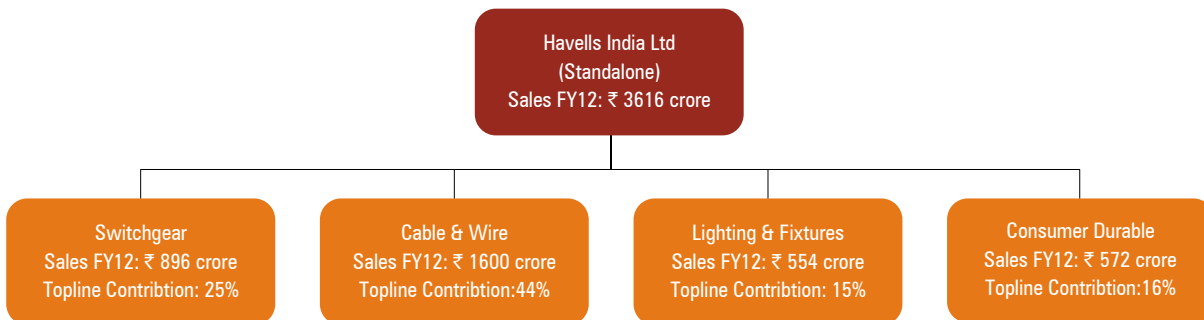 Havells India Ltd
(Standalone)
Sales FY12: ₹ 3616 crore
Switchgear
Sales FY12: ₹ 896 crore
Topline Contribtion: 25%
Cable & Wire
Sales FY12: ₹ 1600 crore
Topline Contribtion:44%
Lighting & Fixtures
Sales FY12: ₹ 554 crore
Topline Contribtion: 15%
Consumer Durable
Sales FY12: ₹ 572 crore
Topline Contribtion:16%